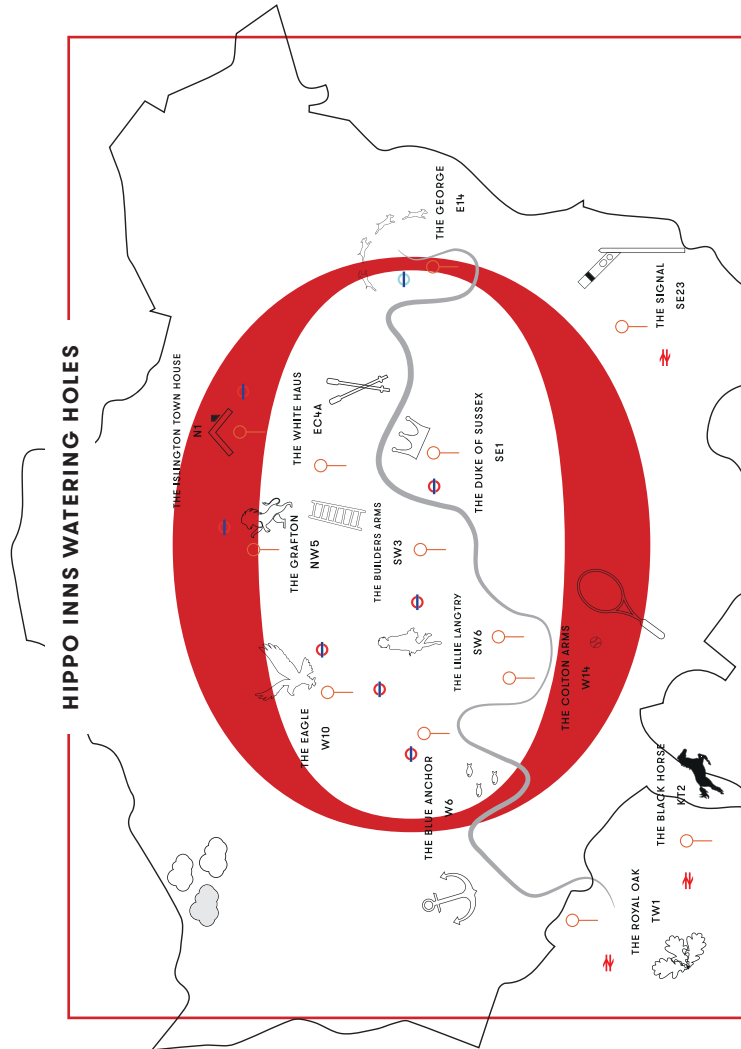 HIPPO INNS WATERING HOLES
THE ISLINGTON TOWN HOUSE
N1
THE WHITE HAUS
EC4A
THE GEORGE
E14
THE GRAFTON
NW5
THE BUILDERS ARMS
SW3
THE DUKE OF SUSSEX
SE1
THE SIGNAL
SE23
THE EAGLE
W10
THE LILLIE LANGTRY
SW6
THE COLTON ARMS
W14
THE BLUE ANCHOR
W6
THE BLACK HORSE
KT2
THE ROYAL OAK
TW1